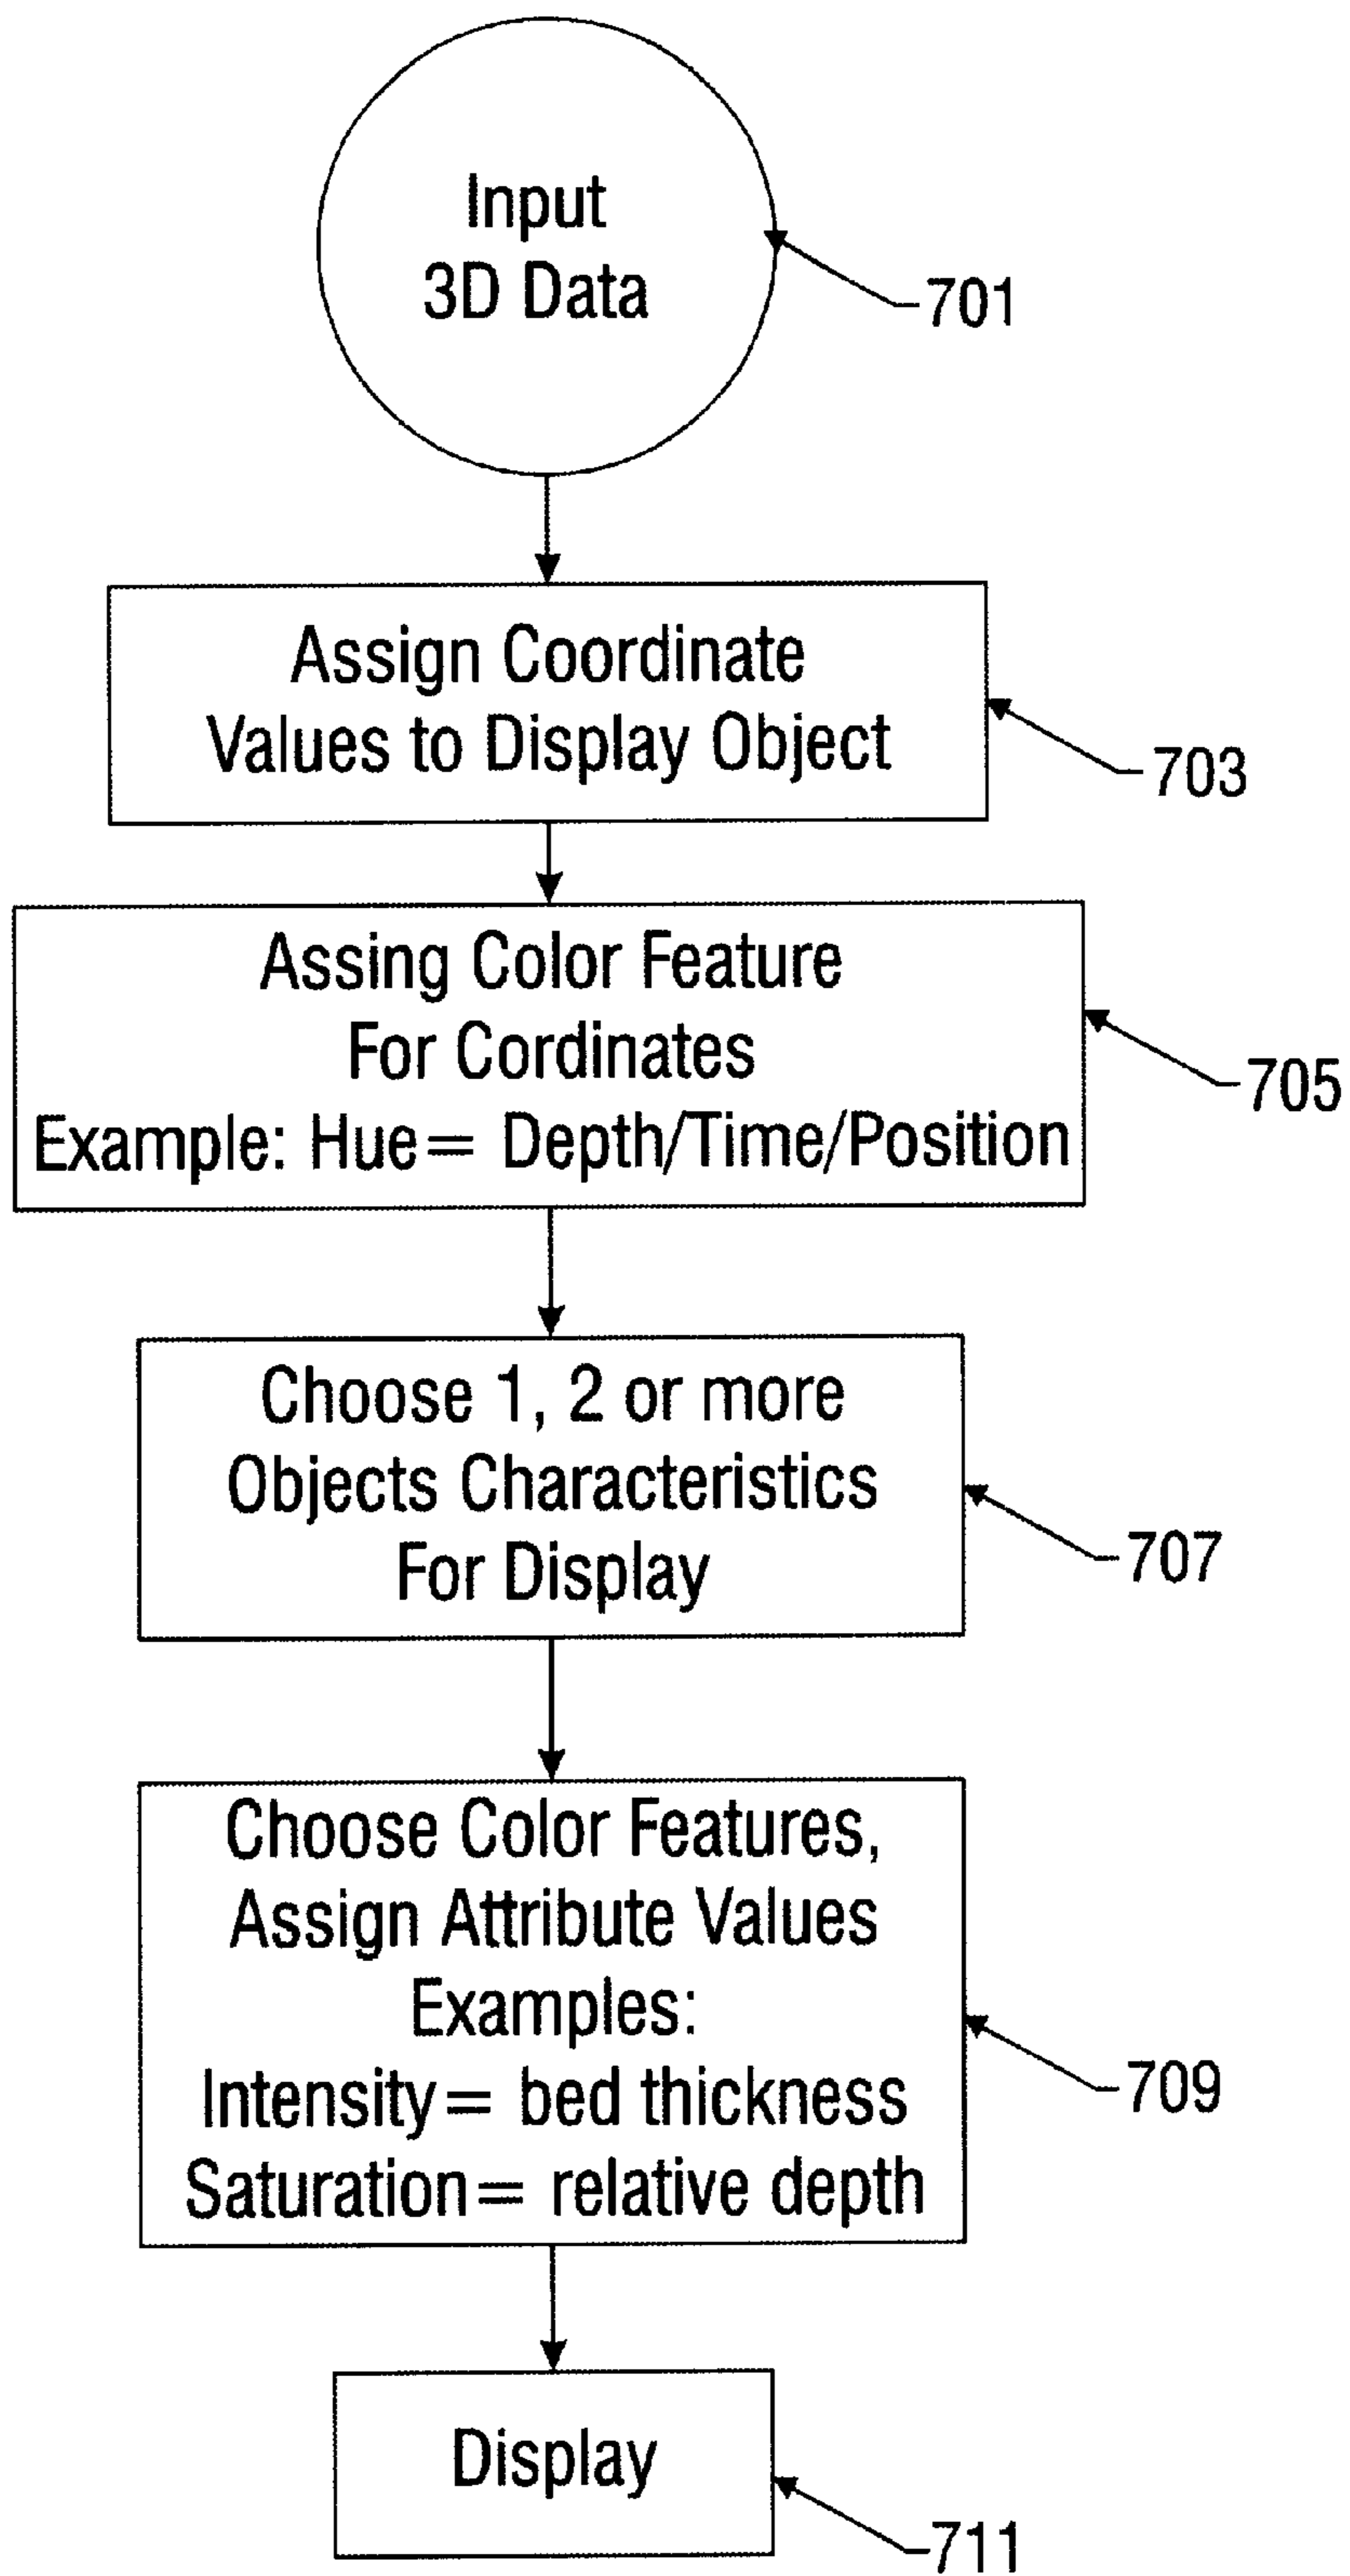 Input
3D Data
701
Assign Coordinate
Values to Display Object
703
Assing Color Feature
For Cordinates
Example: Hue= Depth/Time/Position
705
Choose 1, 2 or more
Objects Characteristics
For Display
707
Choose Color Features,
Assign Attribute Values
Examples:
Intensity= bed thickness
Saturation= relative depth
709
Display
711